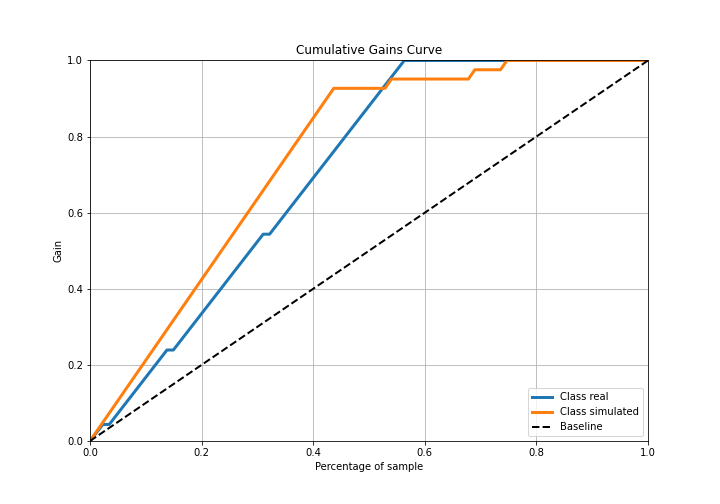 Cumulative Gains Curve
1.0
0.8
0.6
0.4
0.2
0.0
Gain
0.0 0.2 0.4 0.6 0.8 1.0
Percentage of sample
Class real
Class simulated
Baseline